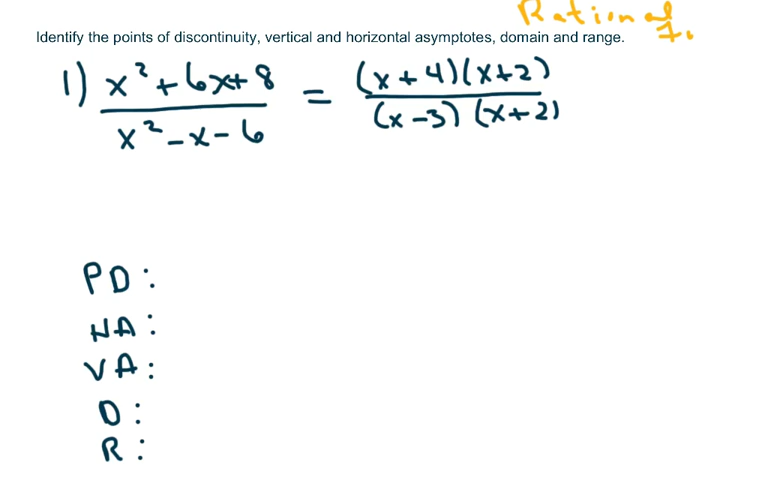 Rational f.
Identify the points of discontinuity, vertical and horizontal asymptotes, domain and range.
1) x²+6x+8 / x²-x-6 = (x+4)(x+2) / (x-3)(x+2)
PD:
HA:
VA:
D:
R: